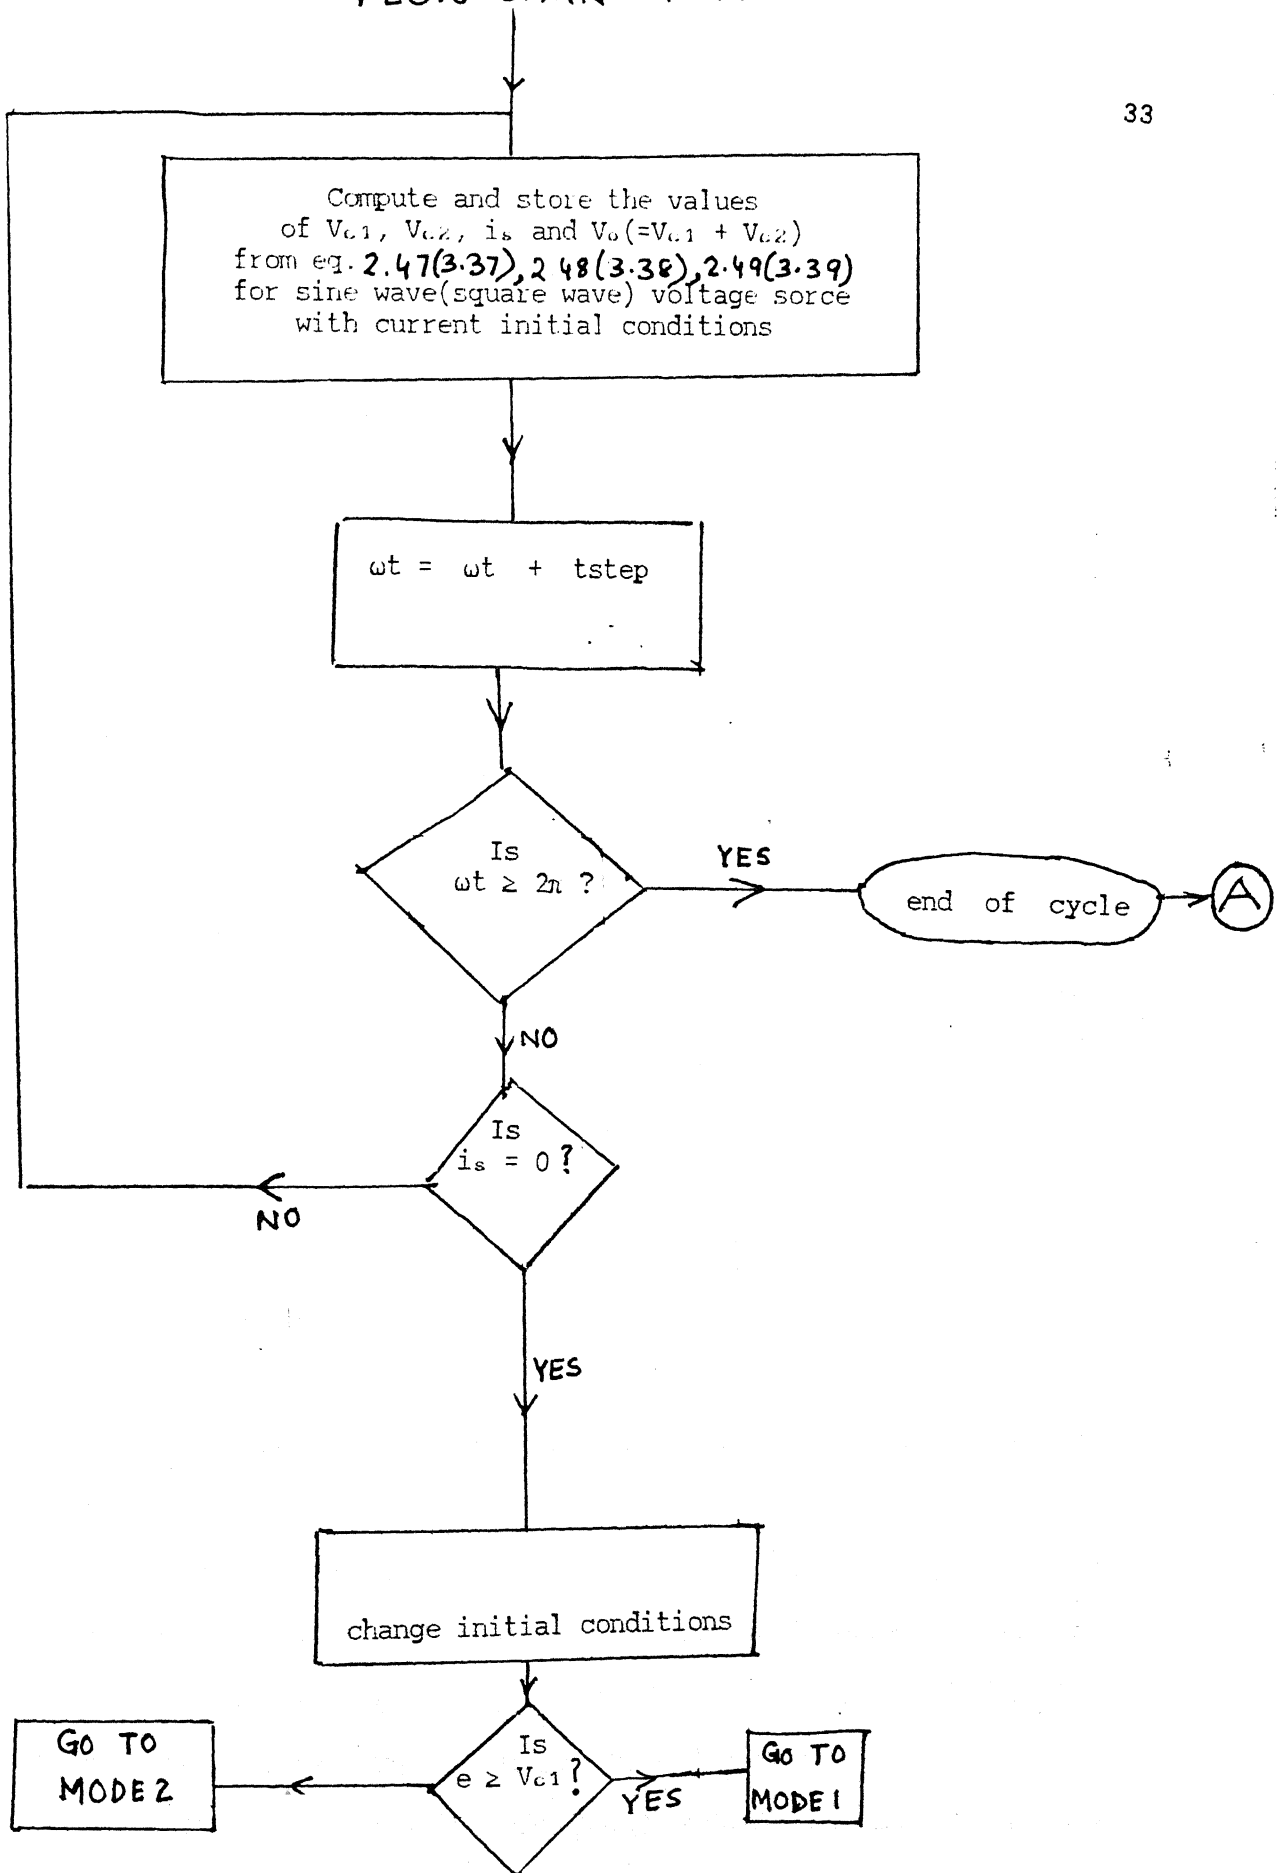 33
Compute and store the values
of Vc1, Vc2, is and Vo(=Vc1 + Vc2)
from eq. 2.47(3.37), 2 48(3.38), 2.49(3.39)
for sine wave(square wave) voltage sorce
with current initial conditions
ωt = ωt + tstep
Is
ωt ≥ 2π ?
YES
end of cycle
A
NO
Is
is = 0 ?
NO
YES
change initial conditions
GO TO
MODE 2
Is
e ≥ Vc1 ?
YES
GO TO
MODE 1